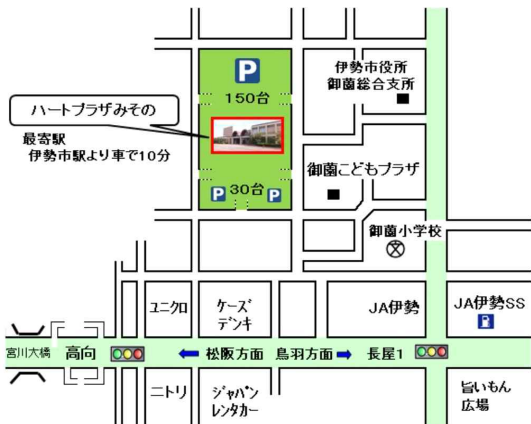 P
150台
伊勢市役所
御薗総合支所
ハートプラザみその
最寄駅
伊勢市駅より車で10分
P 30台 P
御薗こどもプラザ
御薗小学校
文
ユニクロ
ケーズ
デンキ
JA伊勢
JA伊勢SS
宮川大橋
高向
松阪方面
鳥羽方面
長屋1
ニトリ
ジャパン
レンタカー
旨いもん
広場